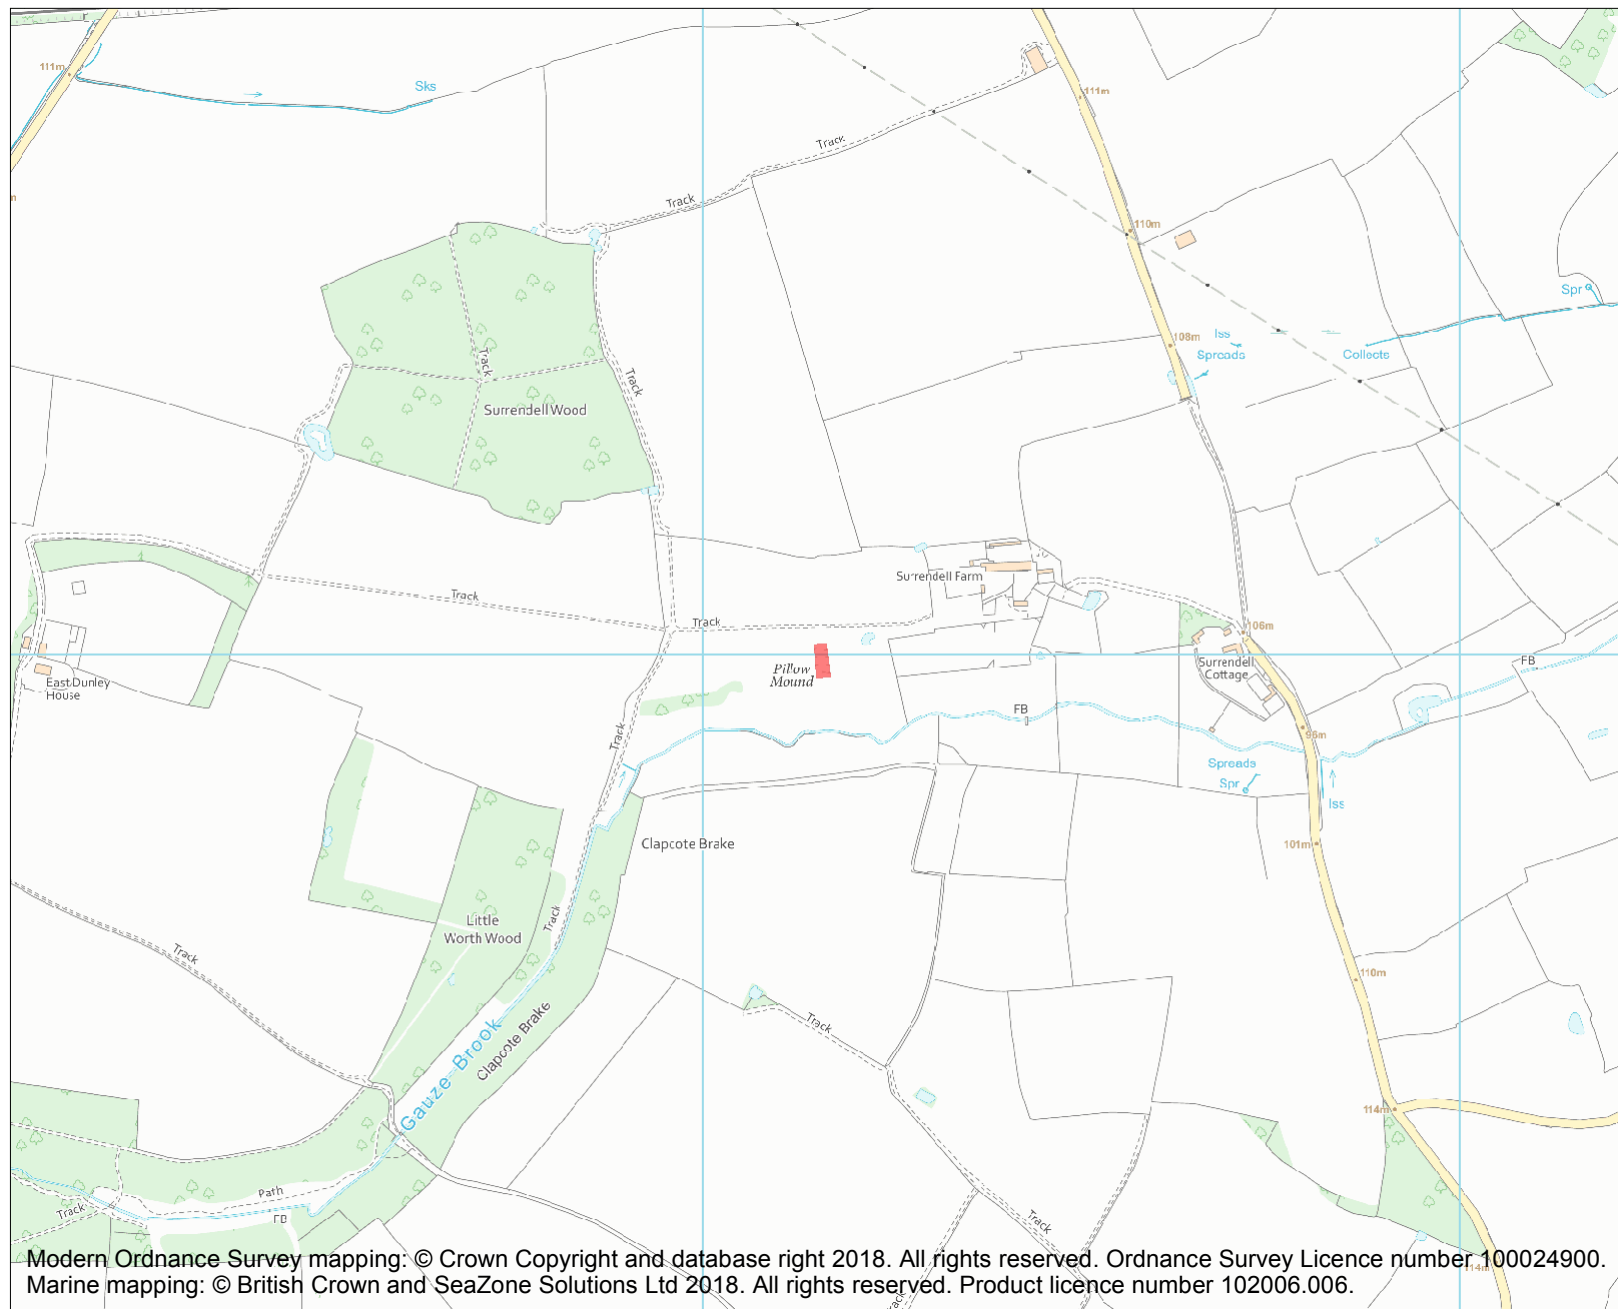 111m
Sks
111m
Track
Track
110m
Spr
108m
Iss
Spreads
Collects
Track
Track
Surrendell Wood
Surrendell Farm
Track
Track
106m
Pillow
Mound
Surrendell
Cottage
FB
East Dunley
House
FB
Track
96m
Spreads
Spr
Iss
Clapcote Brake
101m
Little
Worth Wood
Track
Track
110m
Gauze Brook
Clapcote Brake
Track
114m
Path
Track
FB
Track
Track
114m
Modern Ordnance Survey mapping: © Crown Copyright and database right 2018. All rights reserved. Ordnance Survey Licence number 100024900.
Marine mapping: © British Crown and SeaZone Solutions Ltd 2018. All rights reserved. Product licence number 102006.006.